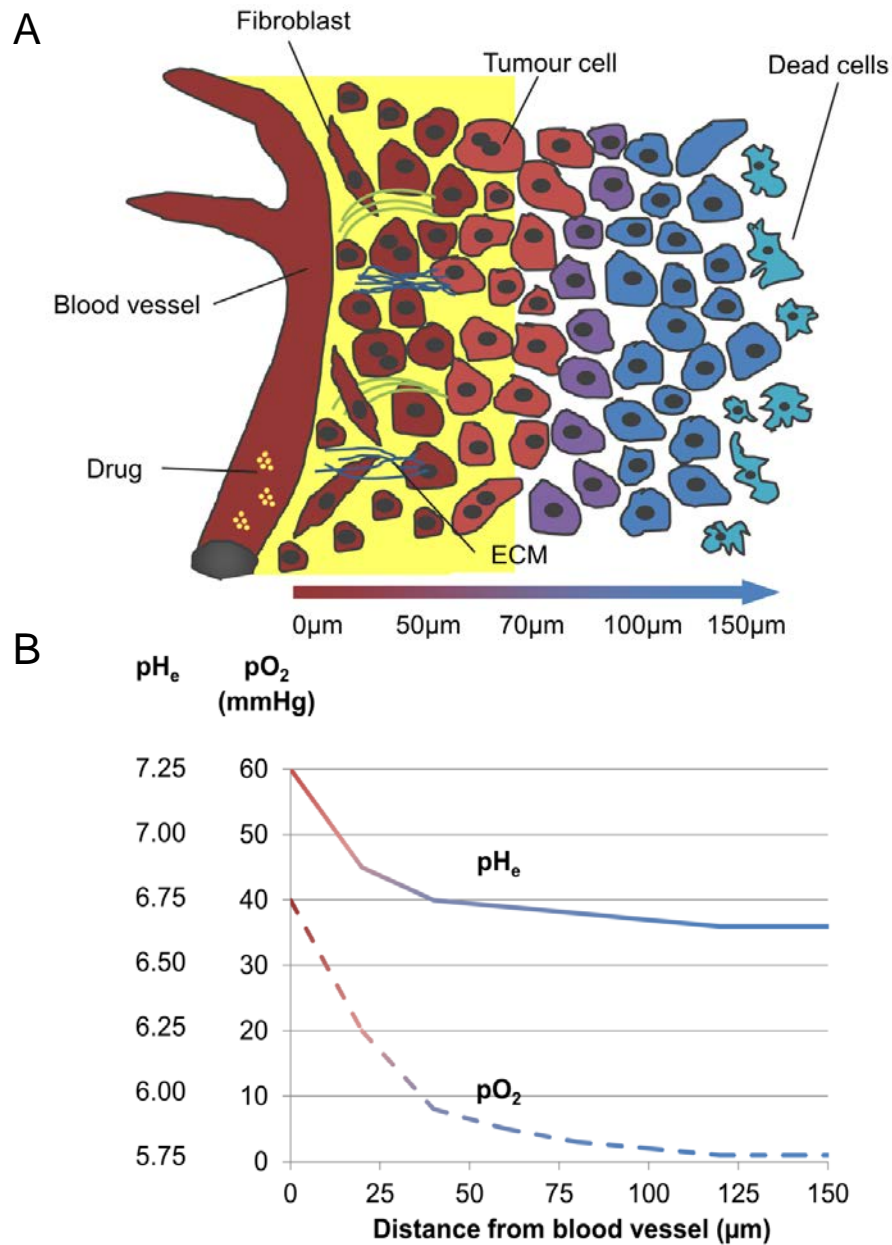 A
Fibroblast
Tumour cell
Dead cells
Blood vessel
Drug
ECM
0µm 50µm 70µm 100µm 150µm
B
pHe pO2
(mmHg)
7.25 60
7.00 50
pHe
6.75 40
6.50 30
6.25 20
6.00 10
pO2
5.75 0
0 25 50 75 100 125 150
Distance from blood vessel (µm)